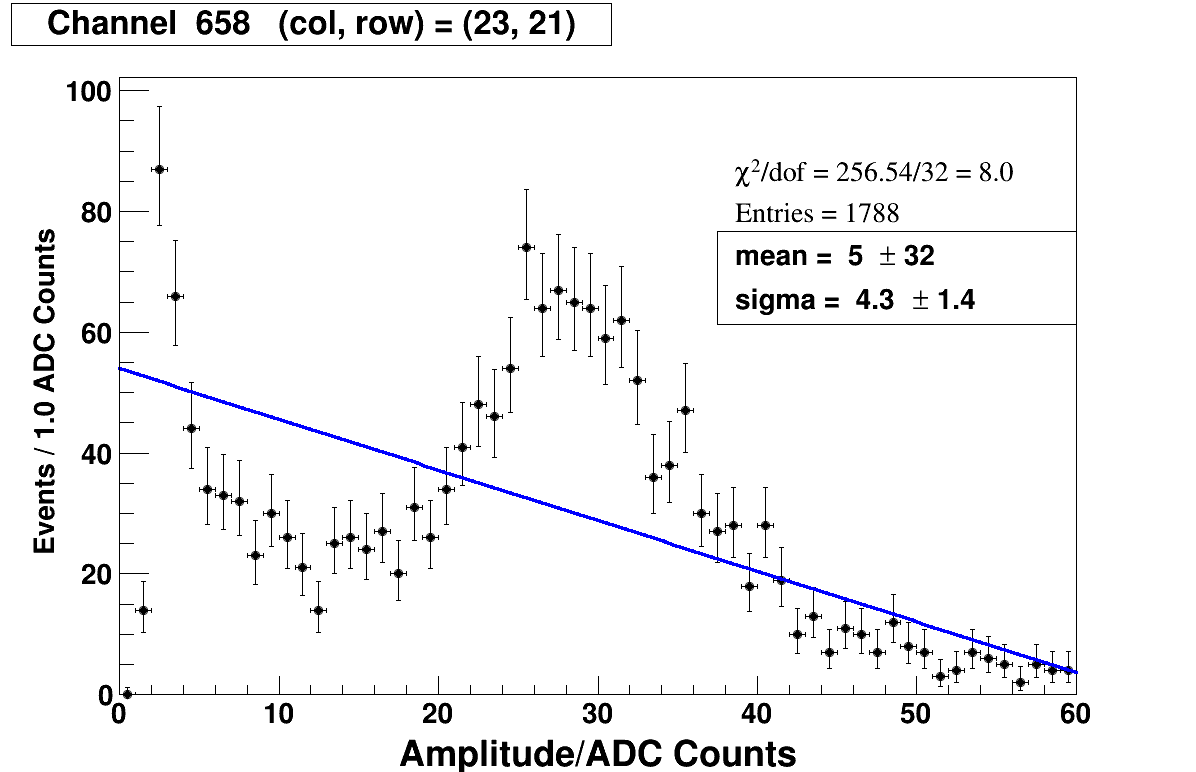 Channel 658 (col, row) = (23, 21)
100
80
60
40
20
0
Events / 1.0 ADC Counts
χ²/dof = 256.54/32 = 8.0
Entries = 1788
mean = 5 ± 32
sigma = 4.3 ± 1.4
0 10 20 30 40 50 60
Amplitude/ADC Counts